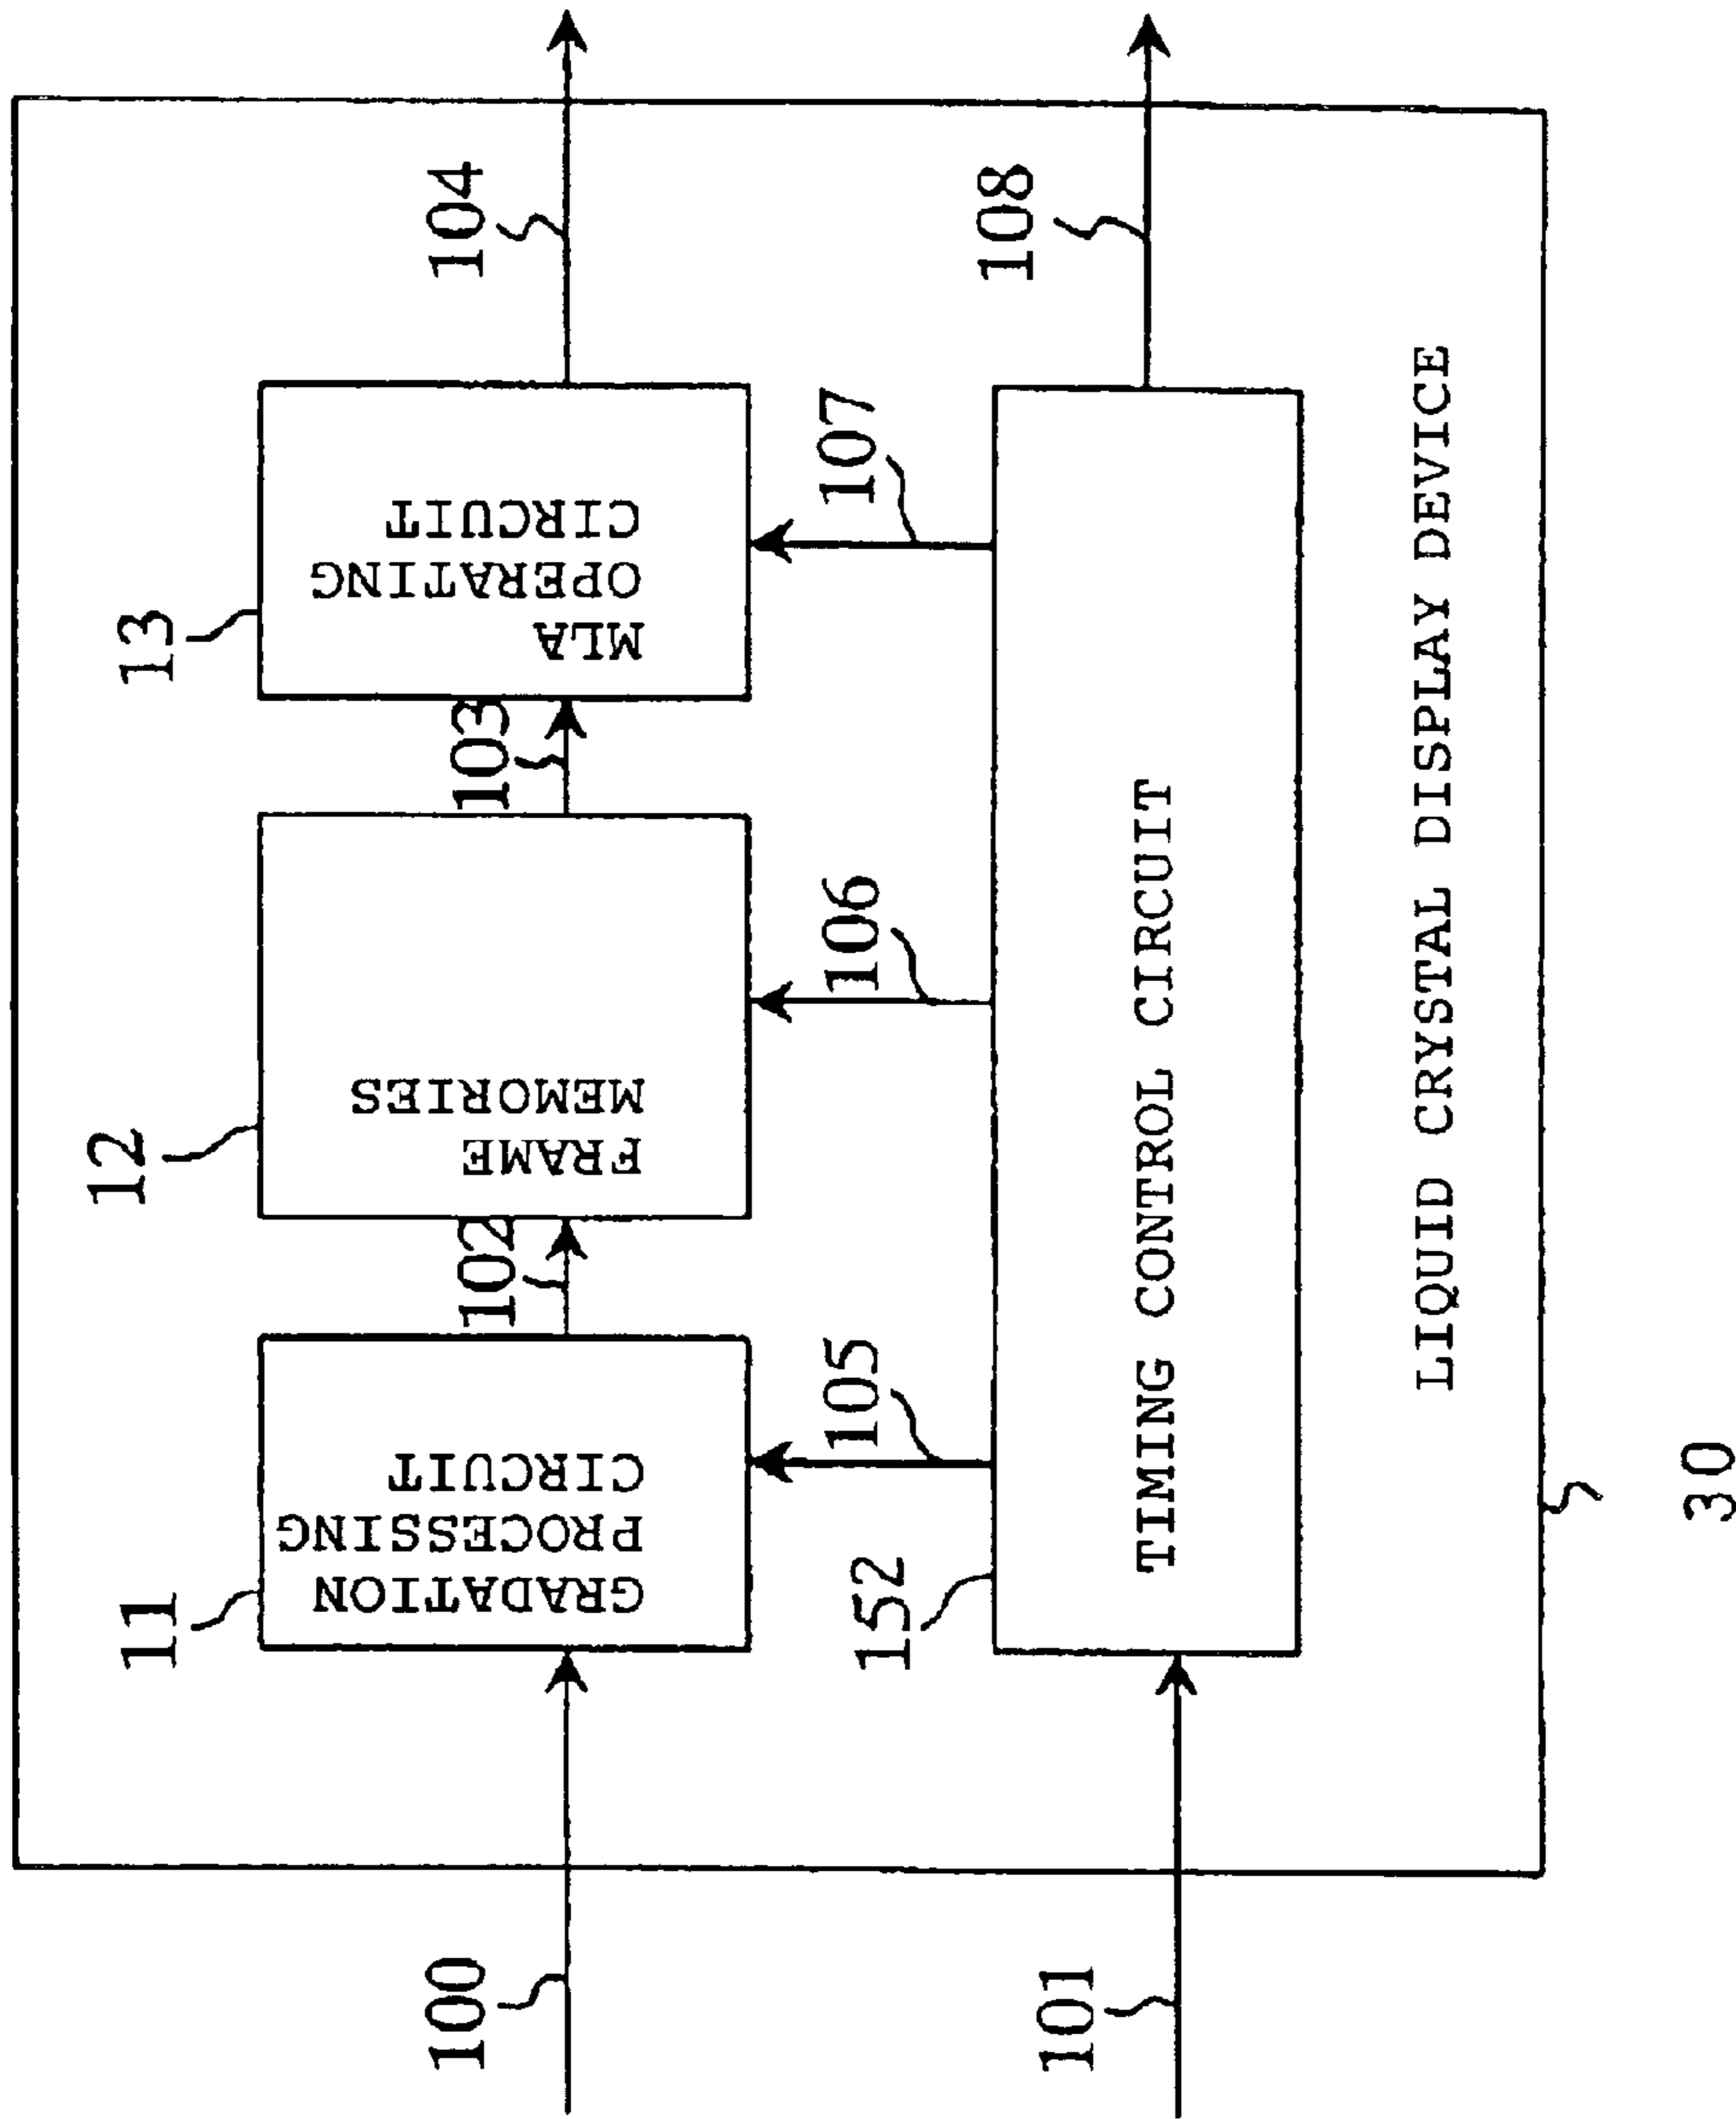 11
12
13
GRADATION
PROCESSING
CIRCUIT
FRAME
MEMORIES
MLA
OPERATING
CIRCUIT
100
102
103
104
152
105
106
107
101
108
TIMING CONTROL CIRCUIT
LIQUID CRYSTAL DISPLAY DEVICE
30